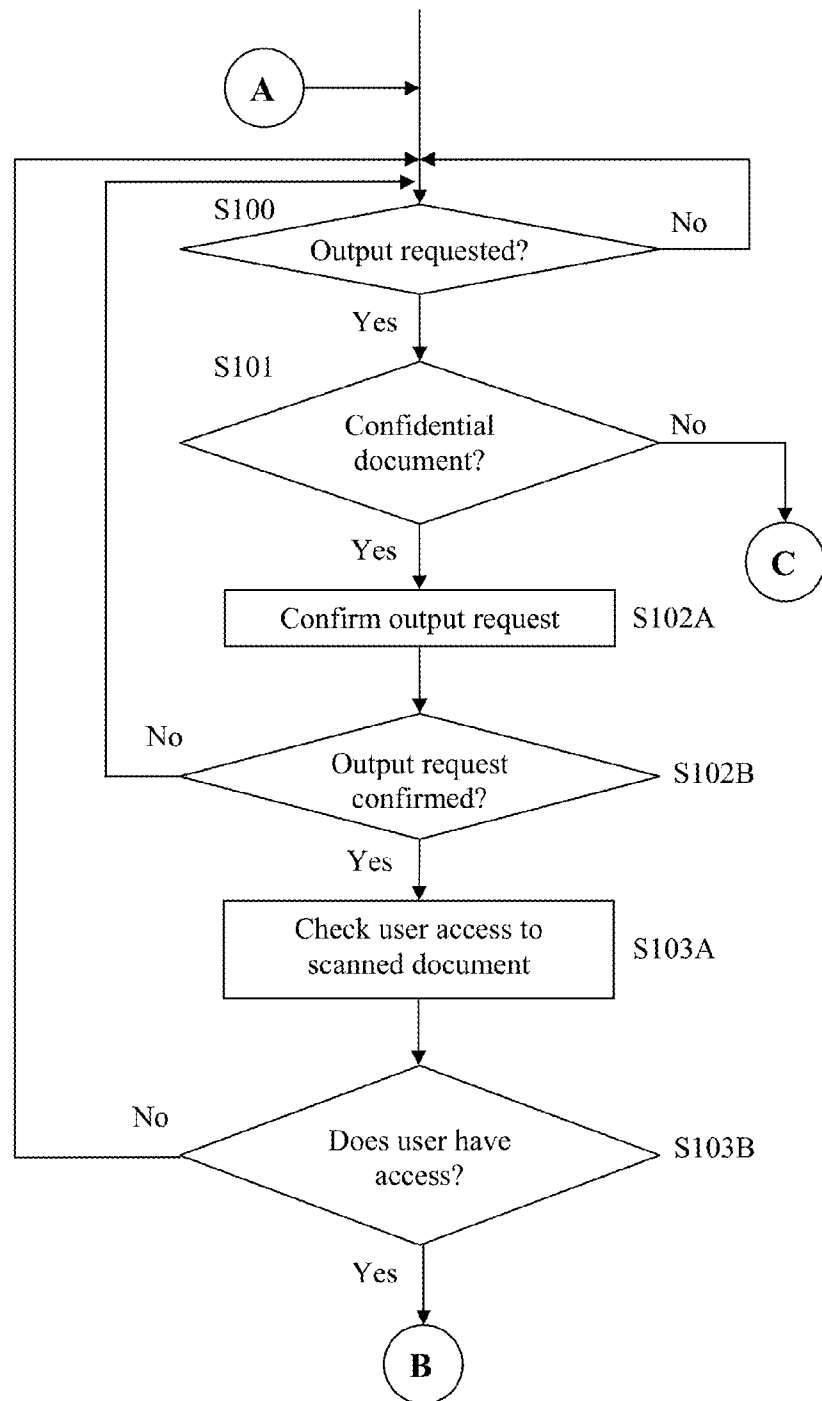 A
S100
Output requested?
No
Yes
S101
Confidential
document?
No
Yes
C
Confirm output request
S102A
No
Output request
confirmed?
S102B
Yes
Check user access to
scanned document
S103A
No
Does user have
access?
S103B
Yes
B